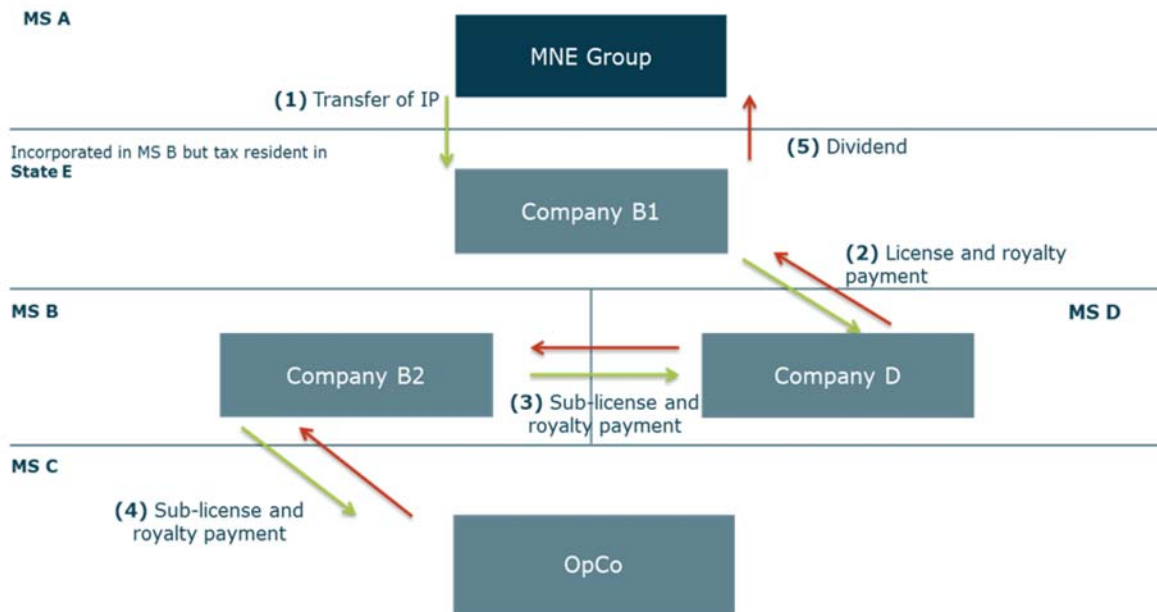 MS A
MNE Group
(1) Transfer of IP
Incorporated in MS B but tax resident in
State E
(5) Dividend
Company B1
(2) License and royalty
payment
MS B
MS D
Company B2
Company D
(3) Sub-license and
royalty payment
MS C
(4) Sub-license and
royalty payment
OpCo